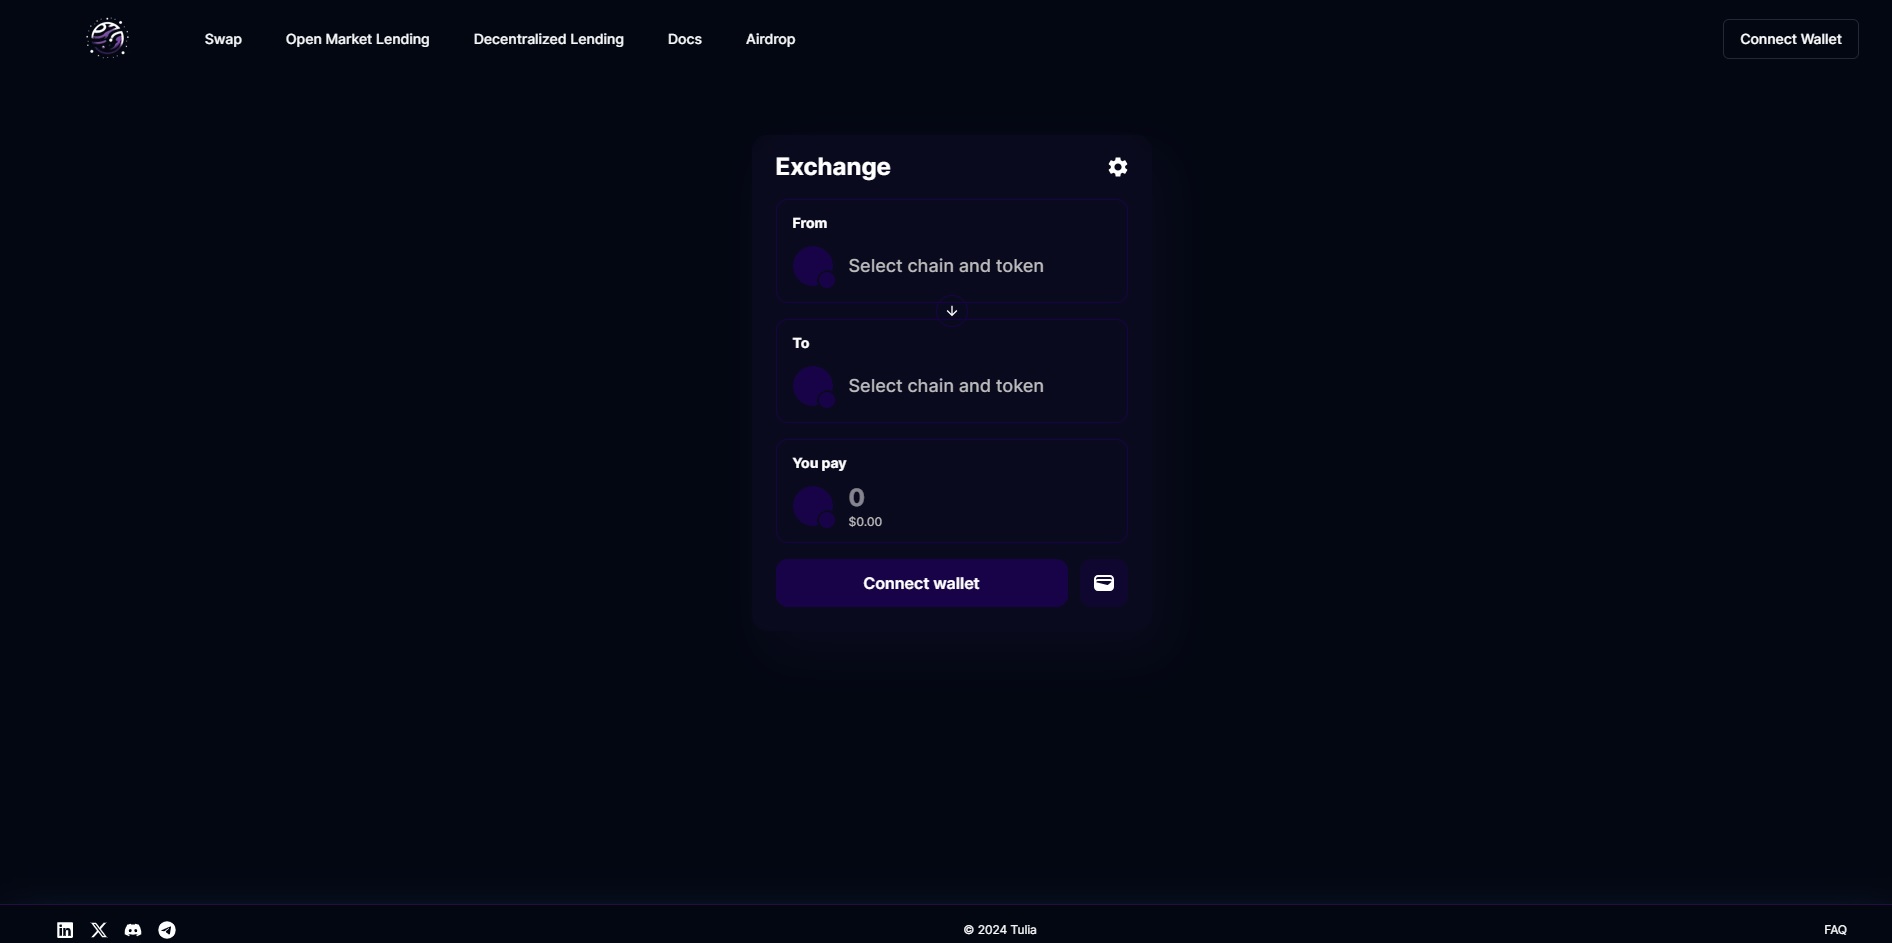 Swap
Open Market Lending
Decentralized Lending
Docs
Airdrop
Connect Wallet
Exchange
From
Select chain and token
To
Select chain and token
You pay
0
$0.00
Connect wallet
© 2024 Tulia
FAQ